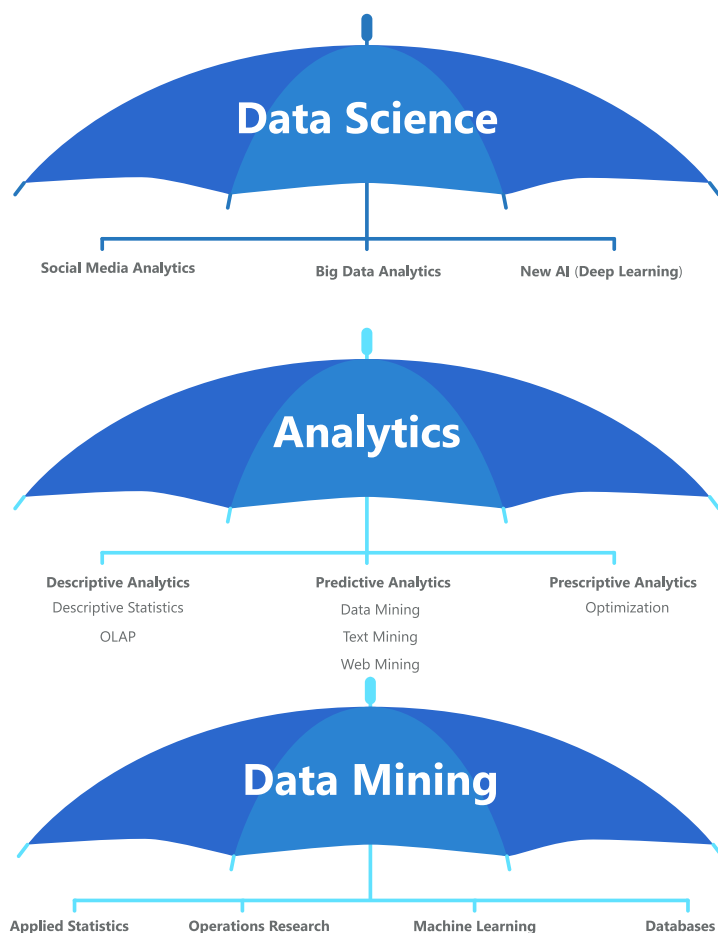 Data Science
Social Media Analytics
Big Data Analytics
New AI (Deep Learning)
Analytics
Descriptive Analytics
Descriptive Statistics
OLAP
Predictive Analytics
Data Mining
Text Mining
Web Mining
Prescriptive Analytics
Optimization
Data Mining
Applied Statistics
Operations Research
Machine Learning
Databases